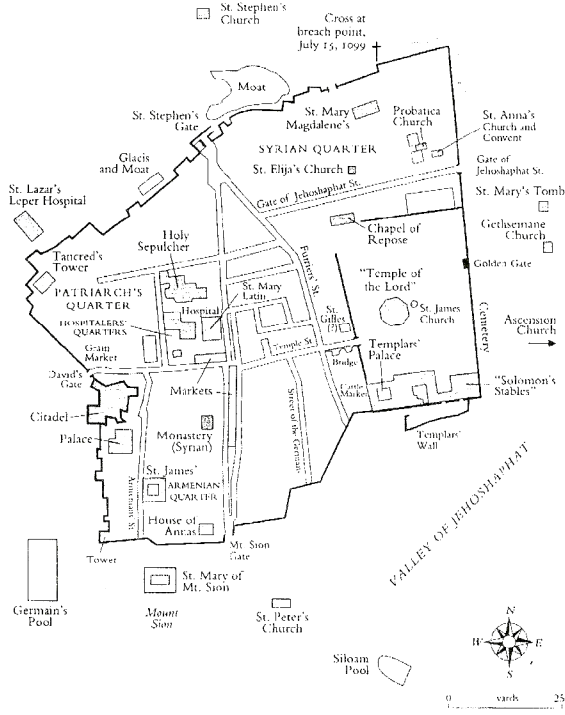 St. Stephen's
Church
Cross at
breach point,
July 15, 1099
Moat
St. Stephen's
Gate
St. Mary
Magdalene's
Probatica
Church
St. Anna's
Church and
Convent
SYRIAN QUARTER
Glacis
and Moat
St. Elija's Church
Gate of
Jehoshaphat St.
Gate of Jehoshaphat St.
St. Lazar's
Leper Hospital
St. Mary's Tomb
Chapel of
Repose
Gethsemane
Church
Holy
Sepulcher
Tancred's
Tower
Furriers' St.
Golden Gate
"Temple of
the Lord"
St. Mary
Latin
PATRIARCH'S
QUARTER
Hospital
St.
Gilles
(?)
St. James
Church
Cemetery
Ascension
Church
HOSPITALERS'
QUARTERS
Grain
Market
Temple St.
Bridge
Templars'
Palace
David's
Gate
Markets
Cattle
Market
"Solomon's
Stables"
Citadel
Street of the Germans
Palace
Monastery
(Syrian)
Templars'
Wall
St. James'
ARMENIAN
QUARTER
Armenians St.
VALLEY OF JEHOSHAPHAT
House of
Annas
Tower
Mt. Sion
Gate
St. Mary of
Mt. Sion
Germain's
Pool
Mount
Sion
St. Peter's
Church
N
W
E
S
Siloam
Pool
0 yards 25